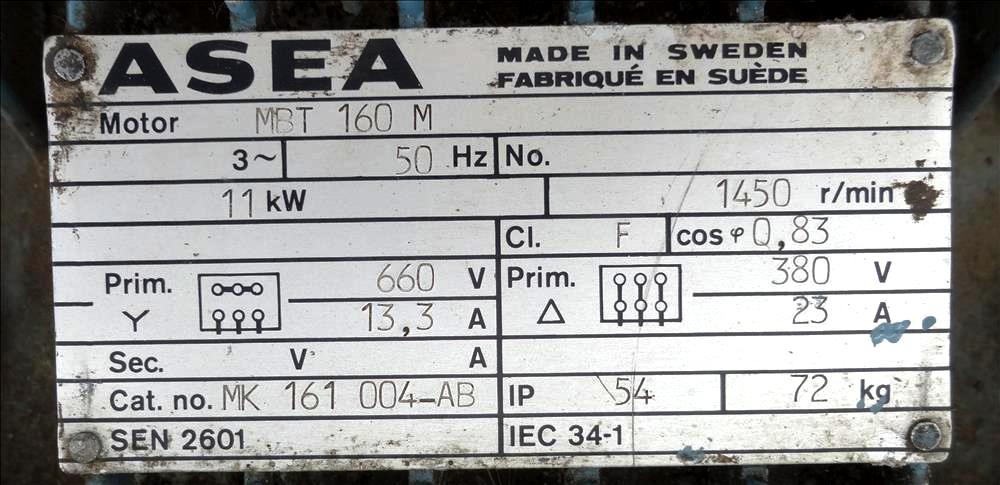 ASEA
MADE IN SWEDEN
FABRIQUÉ EN SUÈDE
Motor MBT 160 M
3~ 50 Hz No.
11 kW 1450 r/min
Cl. F cos φ 0,83
Prim. 660 V Prim. 380 V
Y 13,3 A Δ 23 A
Sec. V A
Cat. no. MK 161 004-AB IP 54 72 kg
SEN 2601 IEC 34-1